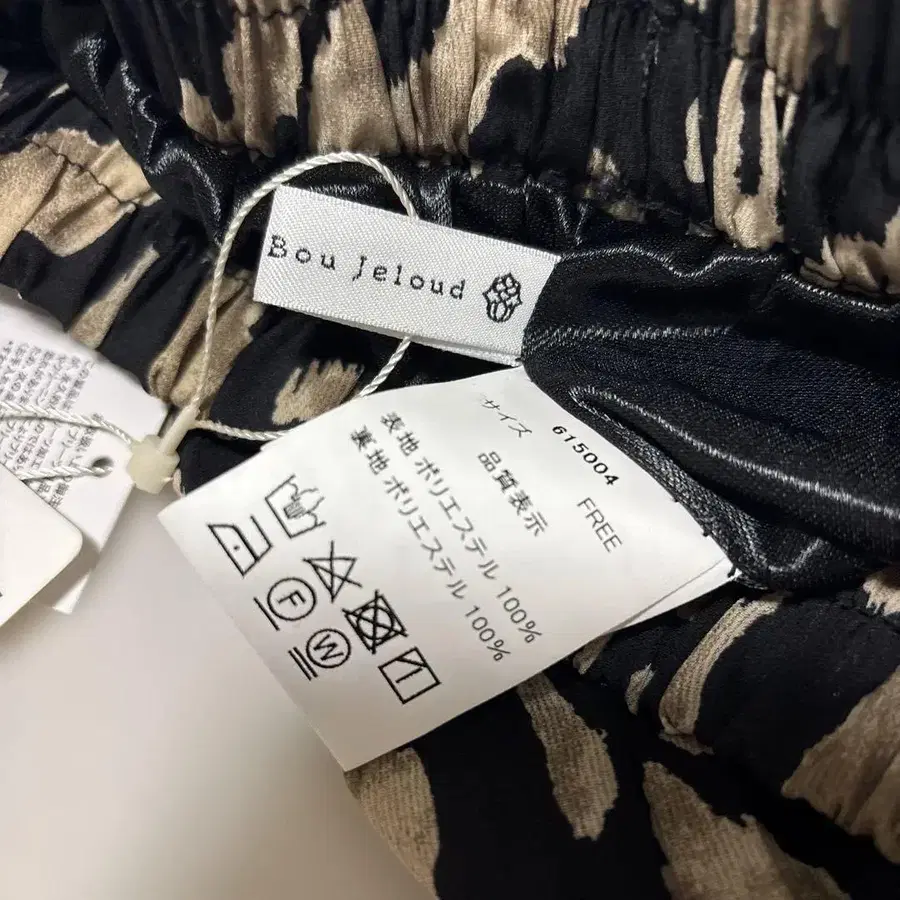 Bou Jeloud
615004
サイズ FREE
品質表示
表地 ポリエステル 100%
裏地 ポリエステル 100%
F
W